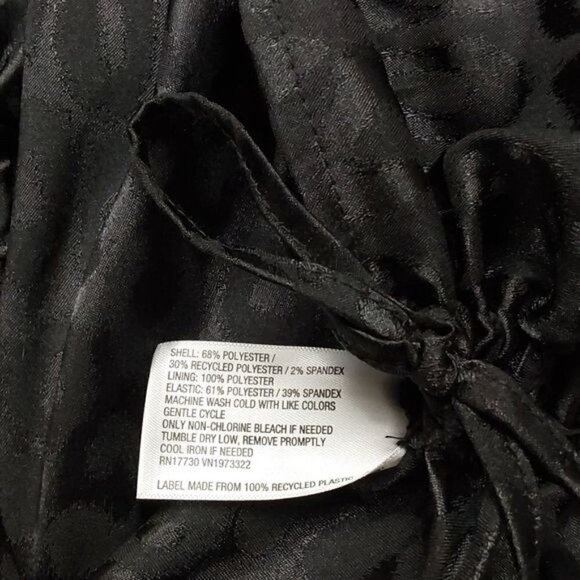 SHELL: 68% POLYESTER /
30% RECYCLED POLYESTER / 2% SPANDEX
LINING: 100% POLYESTER
ELASTIC: 61% POLYESTER / 39% SPANDEX
MACHINE WASH COLD WITH LIKE COLORS
GENTLE CYCLE
ONLY NON-CHLORINE BLEACH IF NEEDED
TUMBLE DRY LOW, REMOVE PROMPTLY
COOL IRON IF NEEDED
RN17730 VN1973322
LABEL MADE FROM 100% RECYCLED PLASTIC